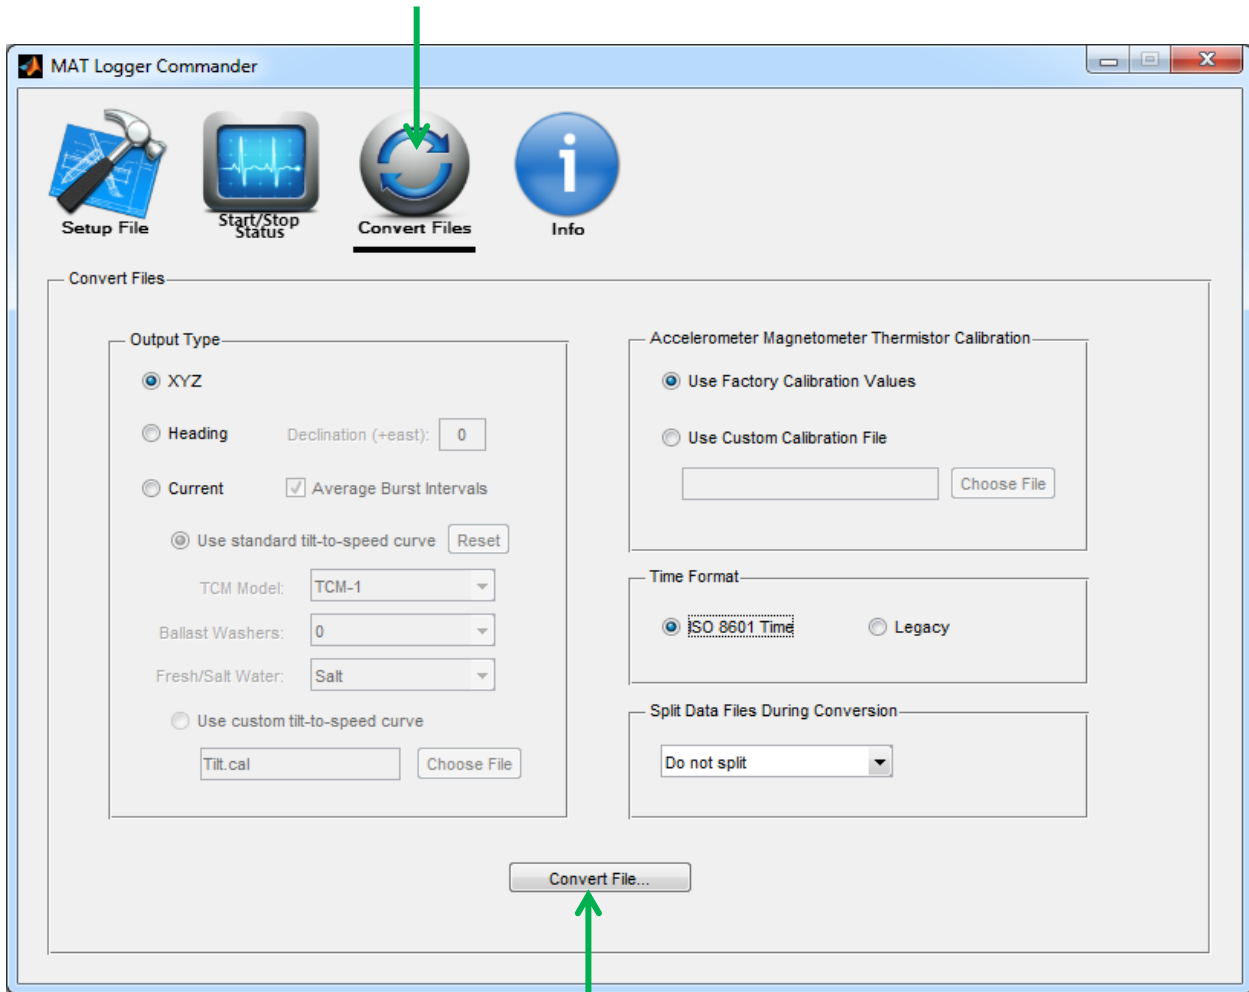 MAT Logger Commander
Setup File
Start/Stop
Status
Convert Files
Info
Convert Files
Output Type
XYZ
Heading Declination (+east): 0
Current Average Burst Intervals
Use standard tilt-to-speed curve Reset
TCM Model: TCM-1
Ballast Washers: 0
Fresh/Salt Water: Salt
Use custom tilt-to-speed curve
Tilt.cal Choose File
Accelerometer Magnetometer Thermistor Calibration
Use Factory Calibration Values
Use Custom Calibration File
Choose File
Time Format
ISO 8601 Time Legacy
Split Data Files During Conversion
Do not split
Convert File...